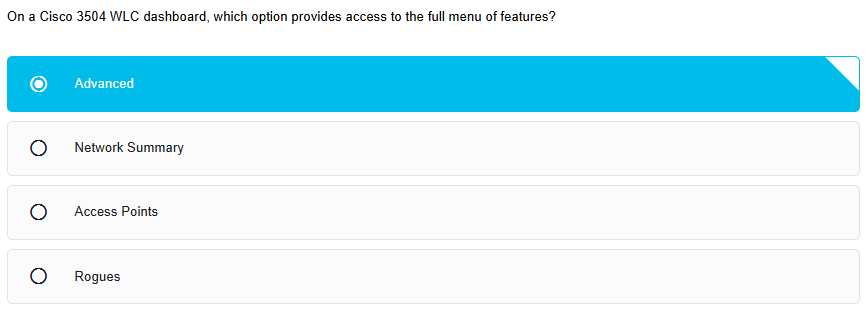 On a Cisco 3504 WLC dashboard, which option provides access to the full menu of features?
Advanced
Network Summary
Access Points
Rogues